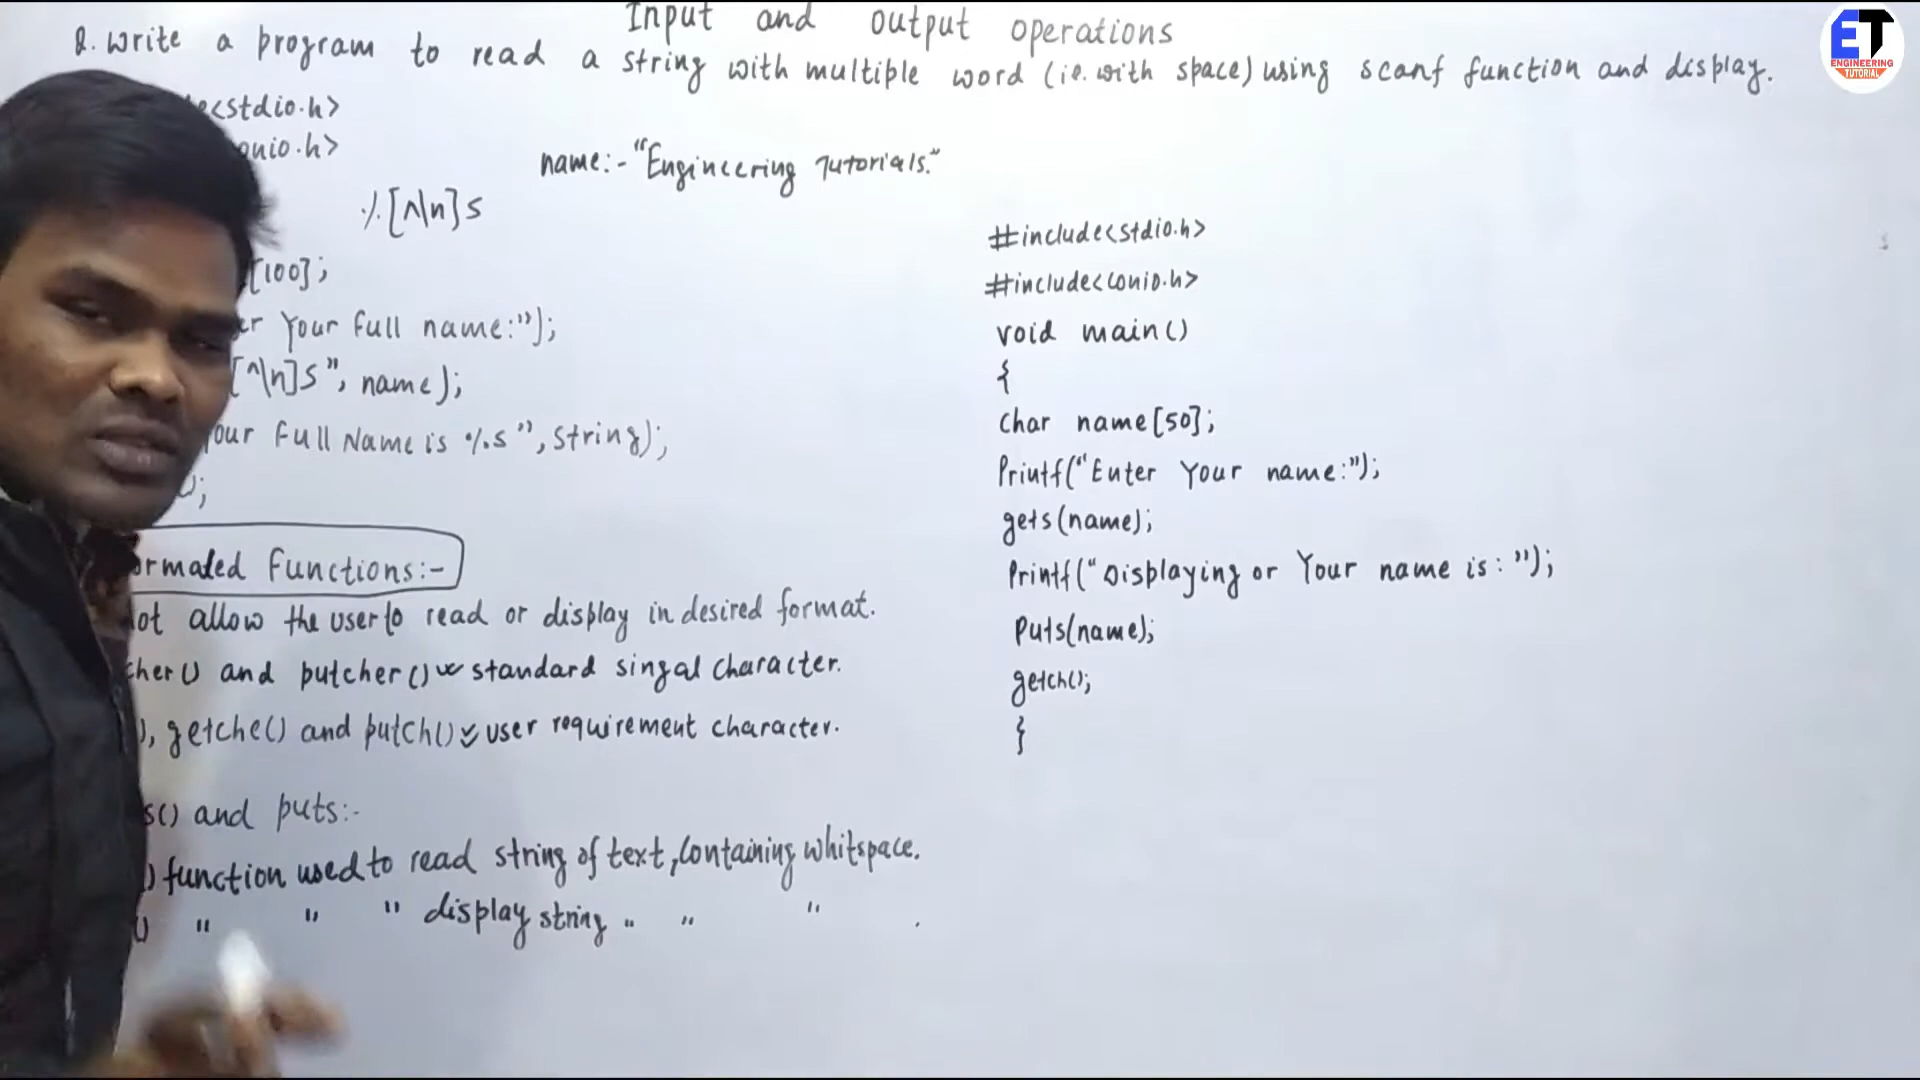 Input and output operations
Q. Write a program to read a string with multiple word (ie. with space) using scanf function and display.
<stdio.h>
onio.h>
name:- "Engineering Tutorials."
%[^\n]s
[100];
er Your Full name:");
[^\n]s", name);
our Full Name is %s", string);
);
ormated Functions:-
ot allow the user to read or display in desired format.
cher() and putcher() standard singal character.
), getche() and putch() user requirement character.
s() and puts:-
) function used to read string of text, containing whitspace.
) " " " display string " " " .
#include<stdio.h>
#include<conio.h>
void main()
{
char name[50];
Printf("Enter Your name:");
gets(name);
Printf("Displaying or Your name is: ");
puts(name);
getch();
}
ET
ENGINEERING
TUTORIAL